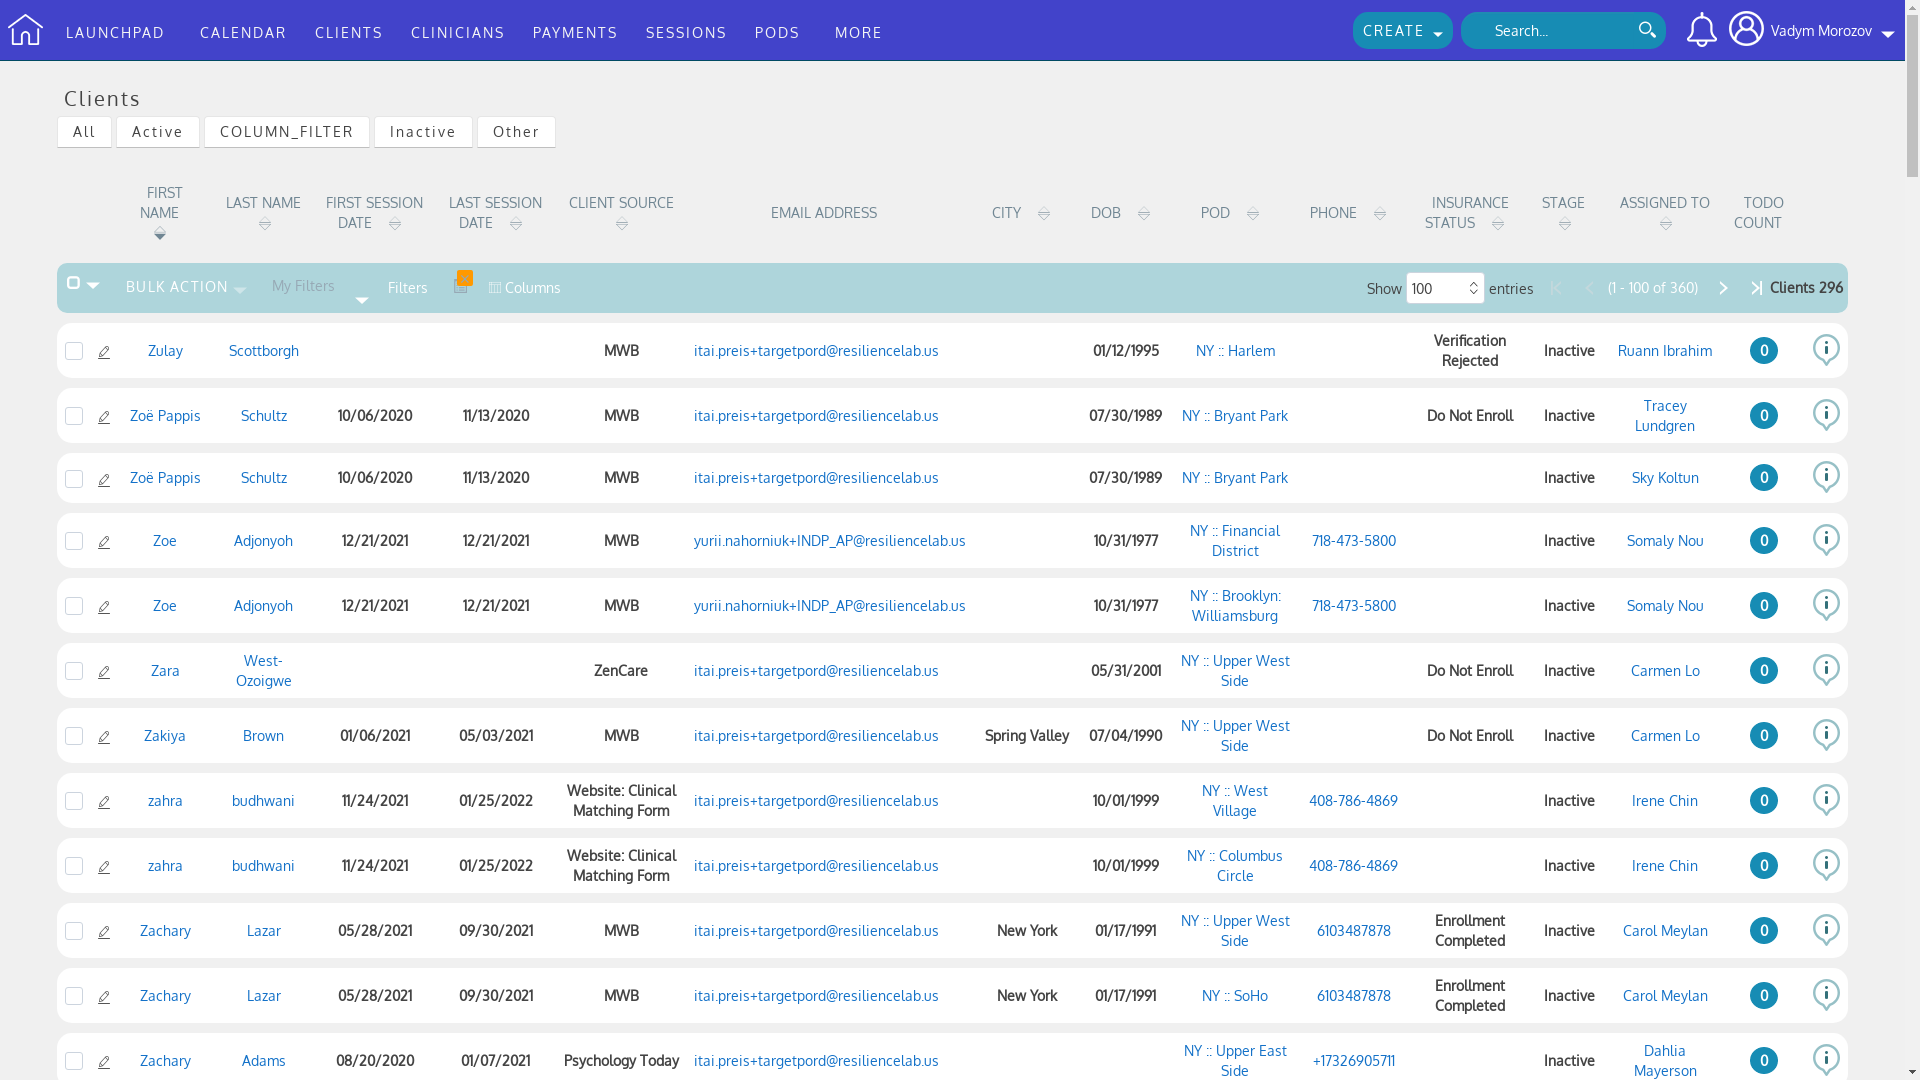 LAUNCHPAD CALENDAR CLIENTS CLINICIANS PAYMENTS SESSIONS PODS MORE CREATE Search... Vadym Morozov
Clients
All Active COLUMN_FILTER Inactive Other
FIRST NAME LAST NAME FIRST SESSION DATE LAST SESSION DATE CLIENT SOURCE EMAIL ADDRESS CITY DOB POD PHONE INSURANCE STATUS STAGE ASSIGNED TO TODO COUNT
BULK ACTION My Filters Filters Columns Show 100 entries (1 - 100 of 360) Clients 296
Zulay Scottborgh MWB itai.preis+targetpord@resiliencelab.us 01/12/1995 NY :: Harlem Verification Rejected Inactive Ruann Ibrahim 0
Zoë Pappis Schultz 10/06/2020 11/13/2020 MWB itai.preis+targetpord@resiliencelab.us 07/30/1989 NY :: Bryant Park Do Not Enroll Inactive Tracey Lundgren 0
Zoë Pappis Schultz 10/06/2020 11/13/2020 MWB itai.preis+targetpord@resiliencelab.us 07/30/1989 NY :: Bryant Park Inactive Sky Koltun 0
Zoe Adjonyoh 12/21/2021 12/21/2021 MWB yurii.nahorniuk+INDP_AP@resiliencelab.us 10/31/1977 NY :: Financial District 718-473-5800 Inactive Somaly Nou 0
Zoe Adjonyoh 12/21/2021 12/21/2021 MWB yurii.nahorniuk+INDP_AP@resiliencelab.us 10/31/1977 NY :: Brooklyn: Williamsburg 718-473-5800 Inactive Somaly Nou 0
Zara West-Ozoigwe ZenCare itai.preis+targetpord@resiliencelab.us 05/31/2001 NY :: Upper West Side Do Not Enroll Inactive Carmen Lo 0
Zakiya Brown 01/06/2021 05/03/2021 MWB itai.preis+targetpord@resiliencelab.us Spring Valley 07/04/1990 NY :: Upper West Side Do Not Enroll Inactive Carmen Lo 0
zahra budhwani 11/24/2021 01/25/2022 Website: Clinical Matching Form itai.preis+targetpord@resiliencelab.us 10/01/1999 NY :: West Village 408-786-4869 Inactive Irene Chin 0
zahra budhwani 11/24/2021 01/25/2022 Website: Clinical Matching Form itai.preis+targetpord@resiliencelab.us 10/01/1999 NY :: Columbus Circle 408-786-4869 Inactive Irene Chin 0
Zachary Lazar 05/28/2021 09/30/2021 MWB itai.preis+targetpord@resiliencelab.us New York 01/17/1991 NY :: Upper West Side 6103487878 Enrollment Completed Inactive Carol Meylan 0
Zachary Lazar 05/28/2021 09/30/2021 MWB itai.preis+targetpord@resiliencelab.us New York 01/17/1991 NY :: SoHo 6103487878 Enrollment Completed Inactive Carol Meylan 0
Zachary Adams 08/20/2020 01/07/2021 Psychology Today itai.preis+targetpord@resiliencelab.us NY :: Upper East Side +17326905711 Inactive Dahlia Mayerson 0